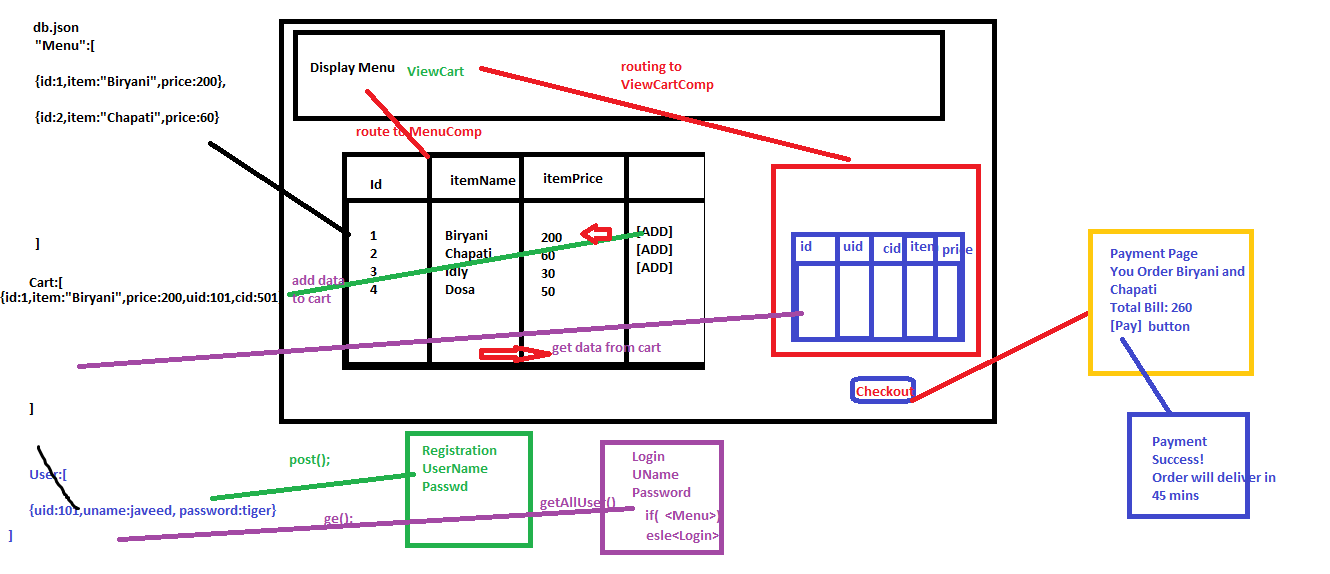 db.json
"Menu":[
{id:1,item:"Biryani",price:200},
{id:2,item:"Chapati",price:60}
]
Cart:[
{id:1,item:"Biryani",price:200,uid:101,cid:501
]
User:[
{uid:101,uname:javeed, password:tiger}
]
Display Menu
ViewCart
routing to
ViewCartComp
route to MenuComp
Id itemName itemPrice
1 Biryani 200 [ADD]
2 Chapati 60 [ADD]
3 Idly 30 [ADD]
4 Dosa 50
add data
to cart
get data from cart
id uid cid item price
Checkout
Payment Page
You Order Biryani and
Chapati
Total Bill: 260
[Pay] button
Payment
Success!
Order will deliver in
45 mins
post();
Registration
UserName
Passwd
ge();
getAllUser()
Login
UName
Password
if( <Menu>)
esle<Login>